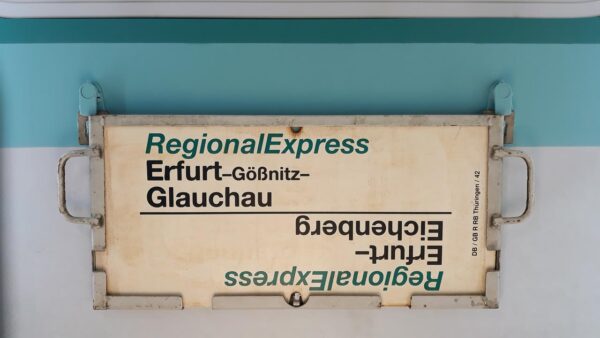 RegionalExpress
Erfurt–Gößnitz–
Glauchau
RegionalExpress
Erfurt–
Eichenberg
DB / GB R RB Thüringen / 42